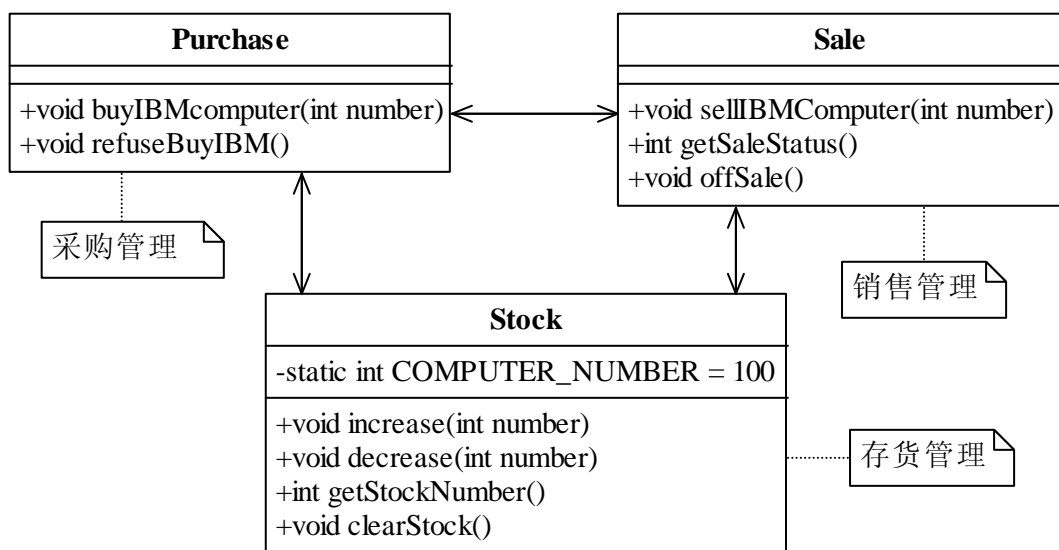 Purchase
+void buyIBMcomputer(int number)
+void refuseBuyIBM()
采购管理
Sale
+void sellIBMComputer(int number)
+int getSaleStatus()
+void offSale()
销售管理
Stock
-static int COMPUTER_NUMBER = 100
+void increase(int number)
+void decrease(int number)
+int getStockNumber()
+void clearStock()
存货管理